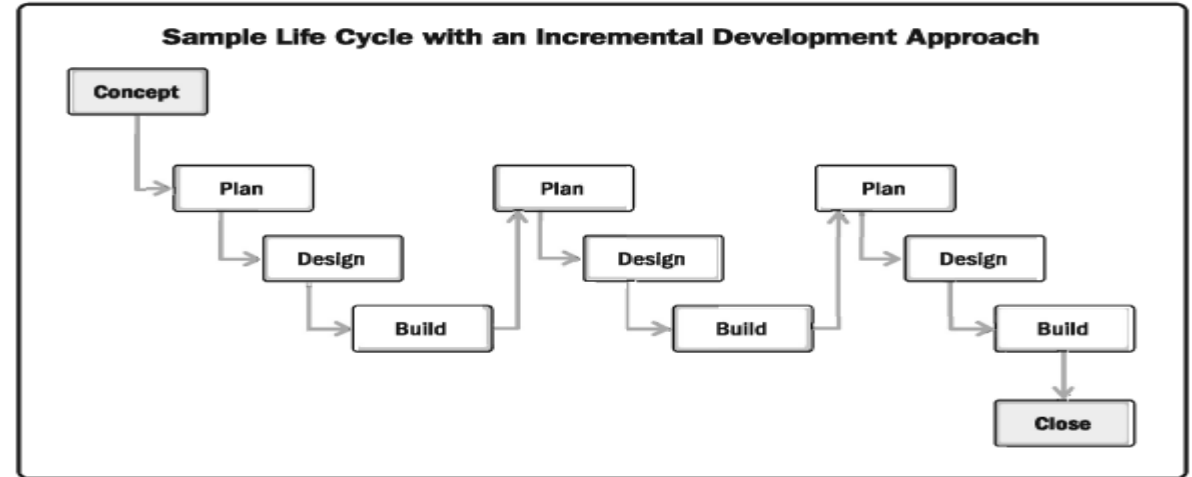 Sample Life Cycle with an Incremental Development Approach
Concept
Plan
Design
Build
Plan
Design
Build
Plan
Design
Build
Close